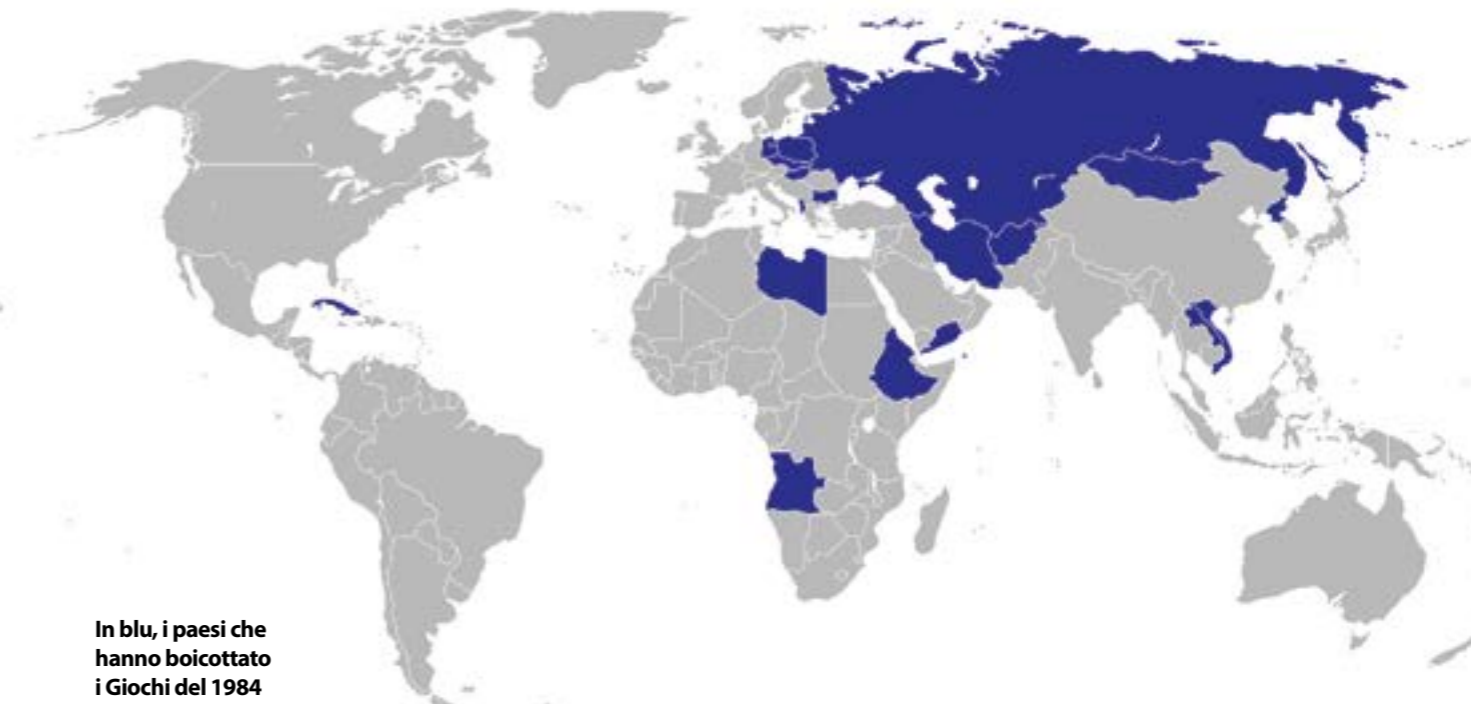 In blu, i paesi che
hanno boicottato
i Giochi del 1984